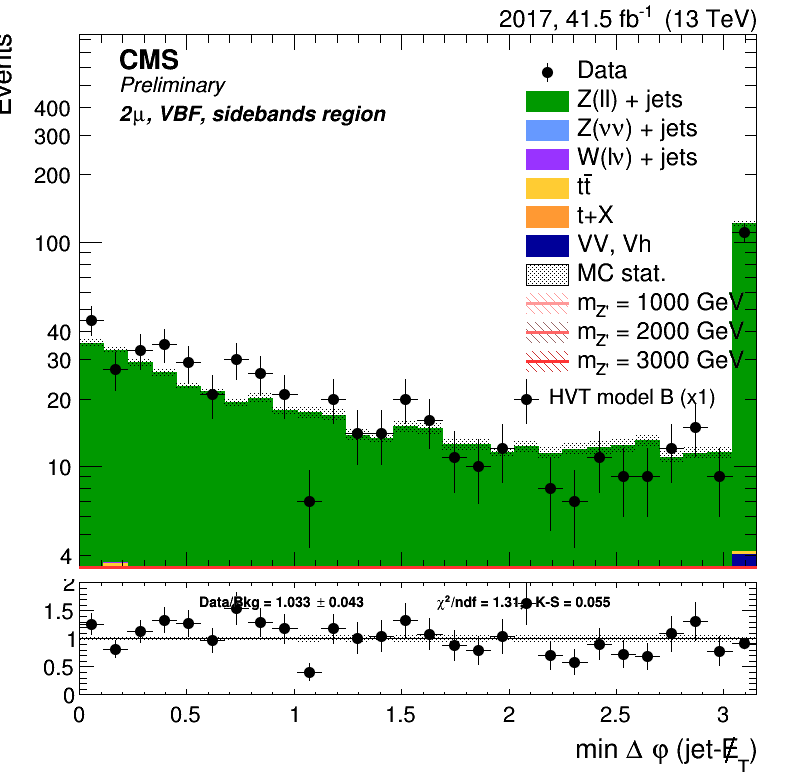 2017, 41.5 fb⁻¹ (13 TeV)
Events
CMS
Preliminary
2μ, VBF, sidebands region
Data
Z(ll) + jets
Z(νν) + jets
W(lν) + jets
tt̄
t+X
VV, Vh
MC stat.
m_Z' = 1000 GeV
m_Z' = 2000 GeV
m_Z' = 3000 GeV
HVT model B (x1)
400
300
200
100
40
30
20
10
4
2
1.5
1
0.5
0
Data/Bkg = 1.033 ± 0.043
χ²/ndf = 1.31, K-S = 0.055
0 0.5 1 1.5 2 2.5 3
min Δ φ (jet-E̸_T)